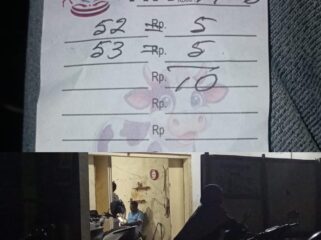 52 = Rp. 5
53 = Rp. 5
Rp. 10
Rp.
Rp.